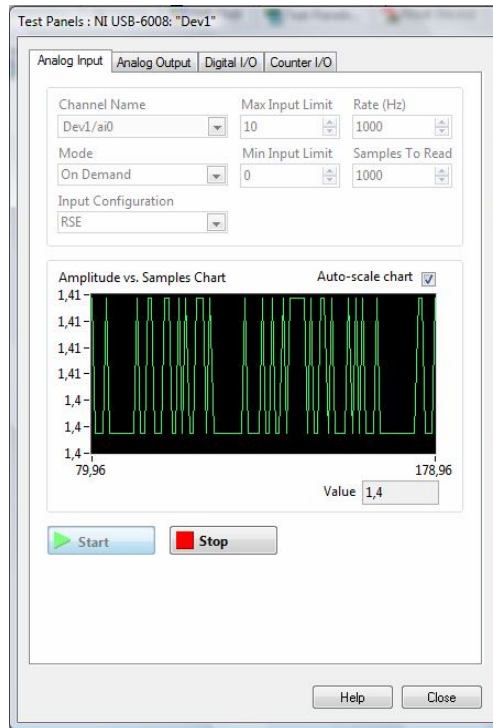 Test Panels : NI USB-6008: "Dev1"
Analog Input Analog Output Digital I/O Counter I/O
Channel Name Max Input Limit Rate (Hz)
Dev1/ai0 10 1000
Mode Min Input Limit Samples To Read
On Demand 0 1000
Input Configuration
RSE
Amplitude vs. Samples Chart Auto-scale chart
1,41
1,41
1,41
1,41
1,4
1,4
1,4
79,96 178,96
Value 1,4
Start Stop
Help Close